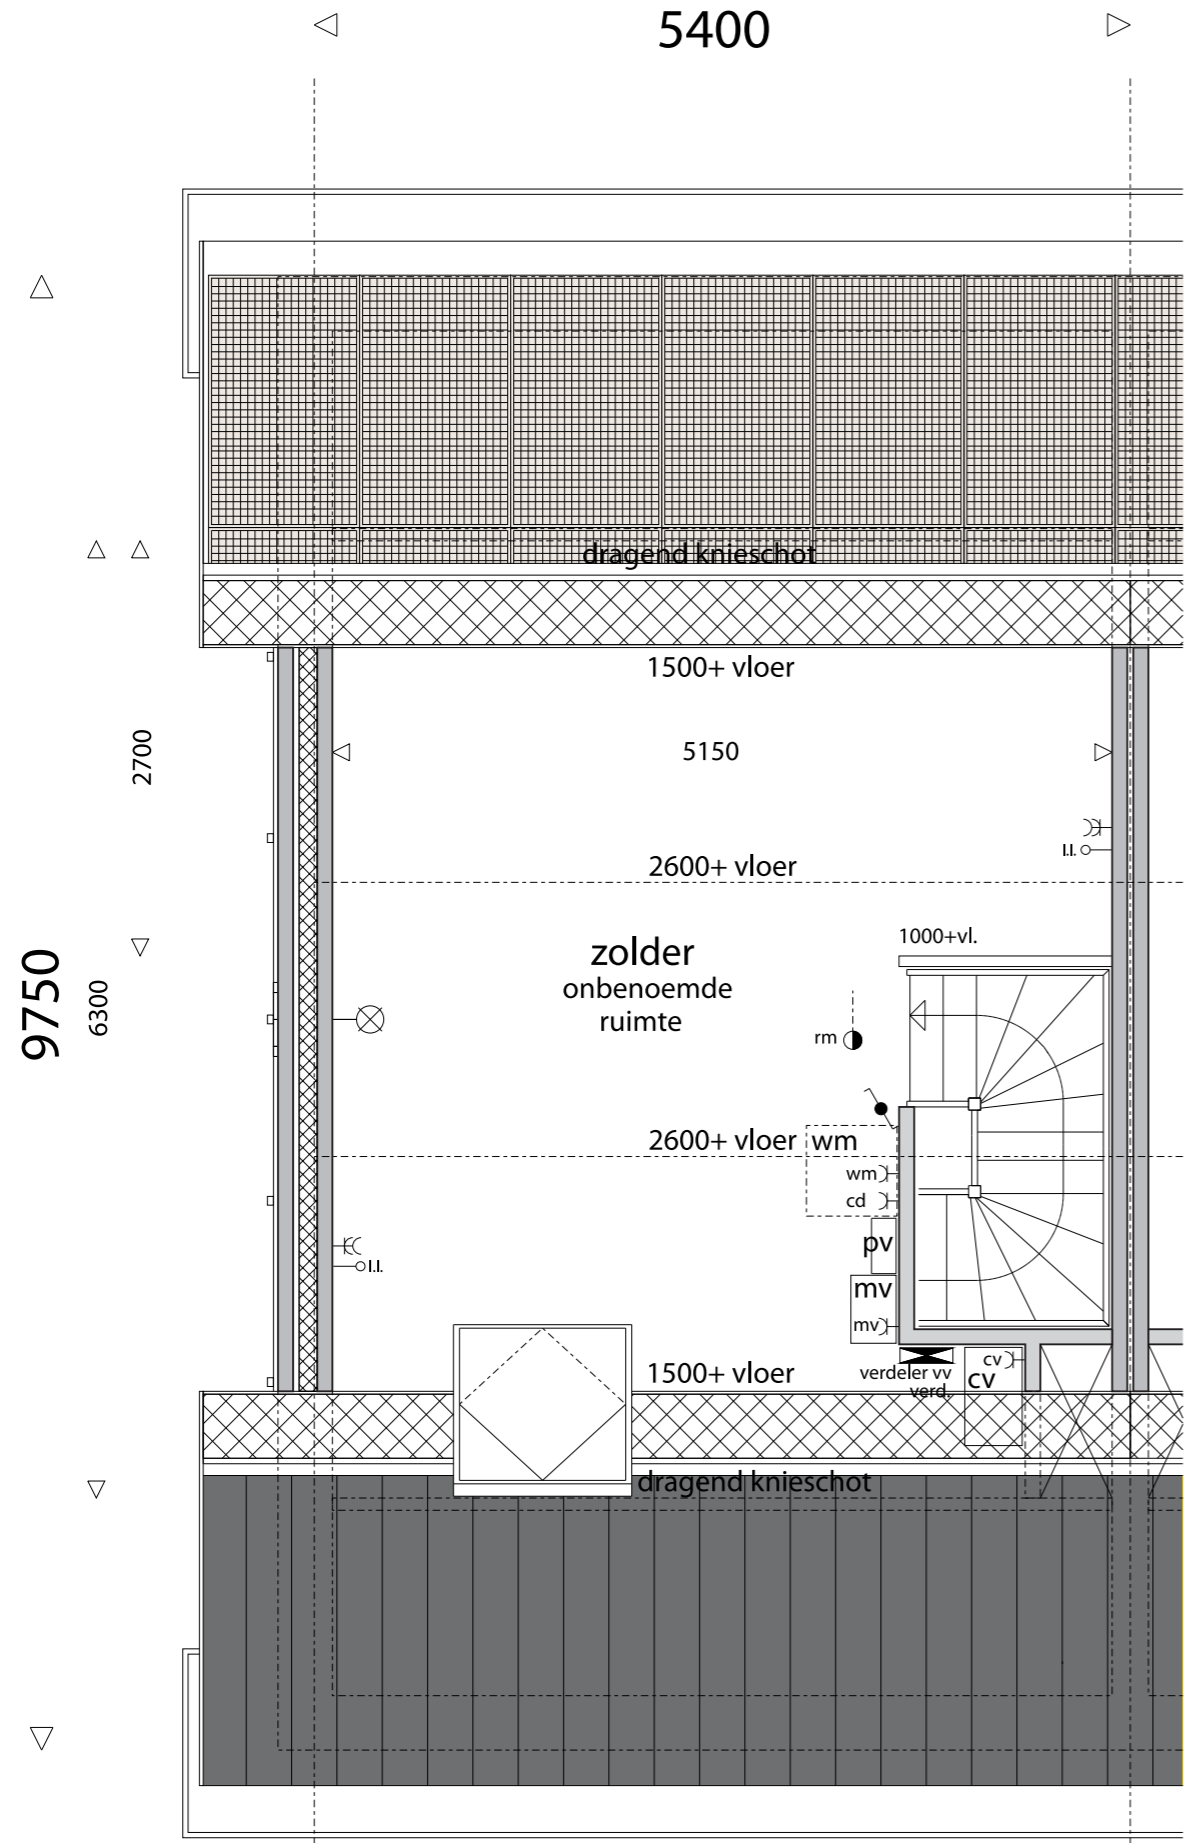 5400
dragend knieschot
1500+ vloer
2700
5150
l.l.
2600+ vloer
1000+vl.
zolder
onbenoemde
ruimte
9750
6300
rm
2600+ vloer
wm
wm
cd
pv
l.l.
mv
mv
1500+ vloer
verdeler vv
verd.
cv
cv
dragend knieschot